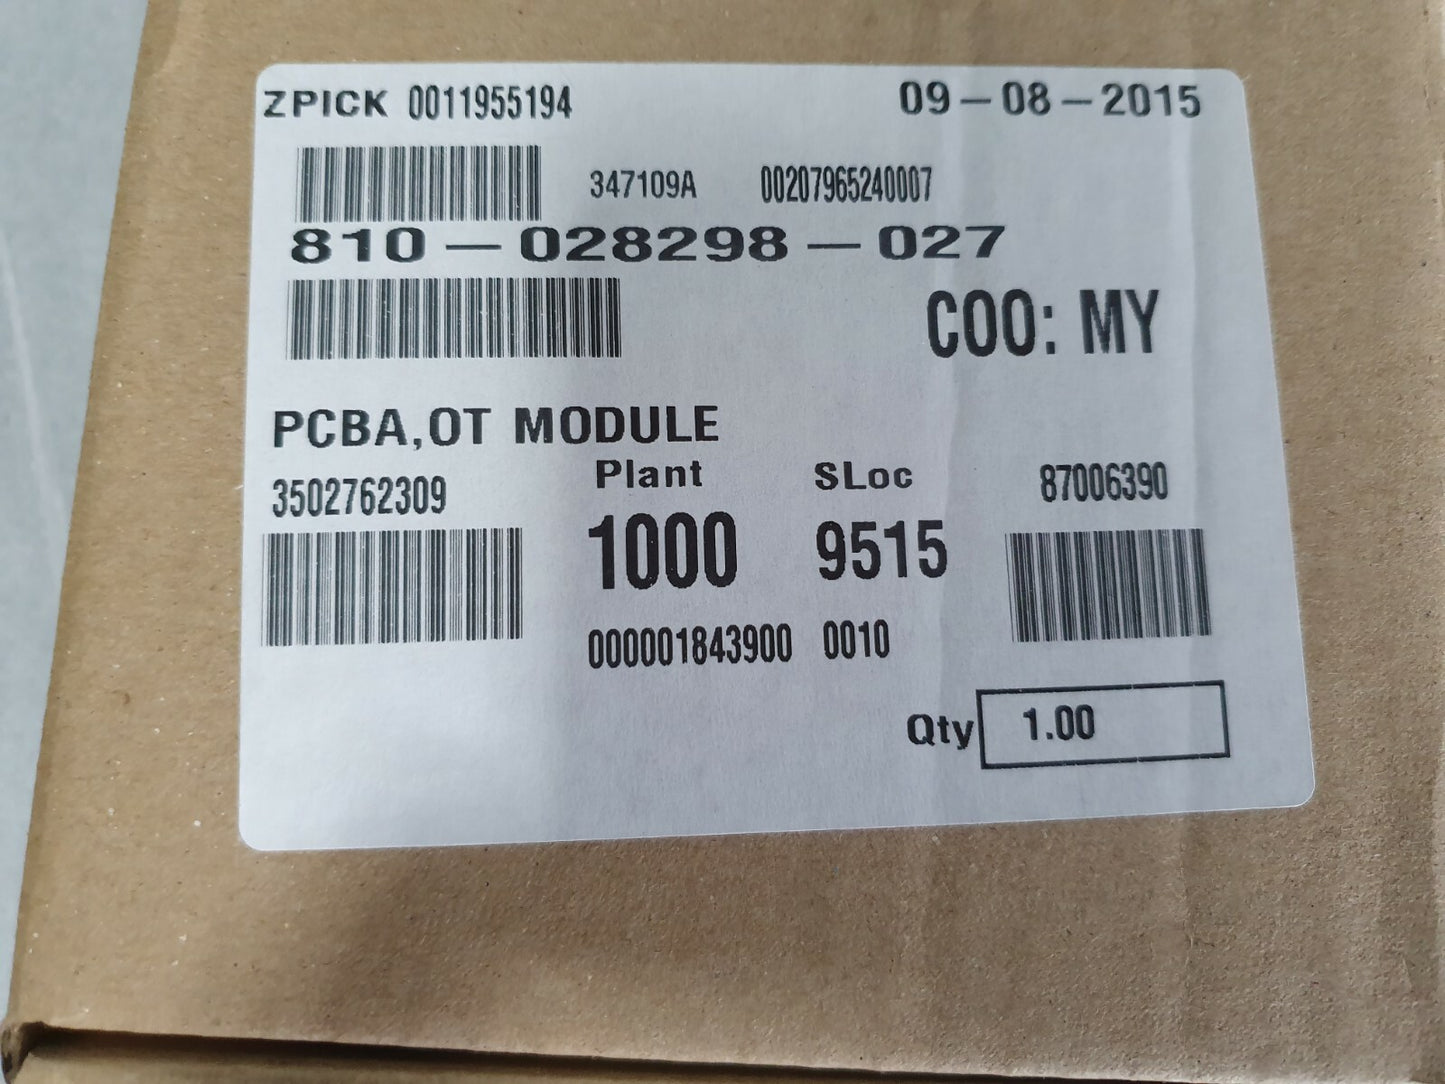 ZPICK 0011955194 09-08-2015
347109A 00207965240007
810-028298-027
COO: MY
PCBA,OT MODULE
Plant SLoc
3502762309 87006390
1000 9515
000001843900 0010
Qty 1.00